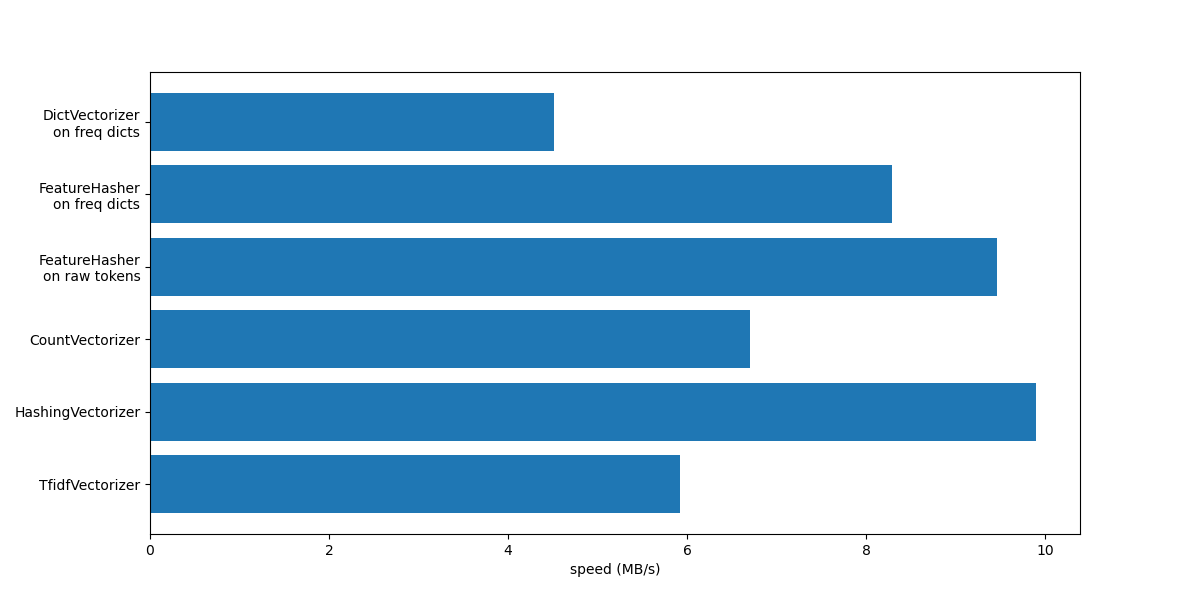 DictVectorizer
on freq dicts
FeatureHasher
on freq dicts
FeatureHasher
on raw tokens
CountVectorizer
HashingVectorizer
TfidfVectorizer
0 2 4 6 8 10
speed (MB/s)